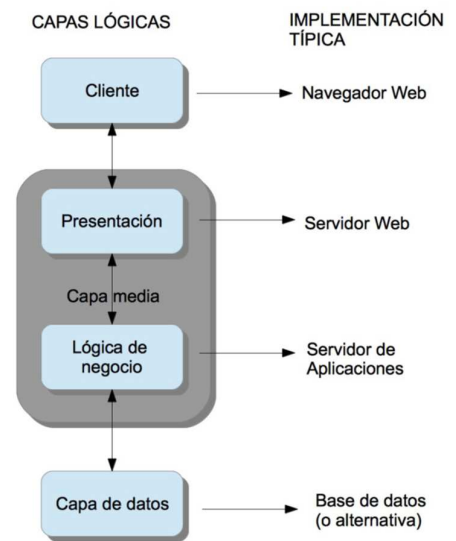 CAPAS LÓGICAS
IMPLEMENTACIÓN
TÍPICA
Cliente
Navegador Web
Presentación
Servidor Web
Capa media
Lógica de
negocio
Servidor de
Aplicaciones
Capa de datos
Base de datos
(o alternativa)